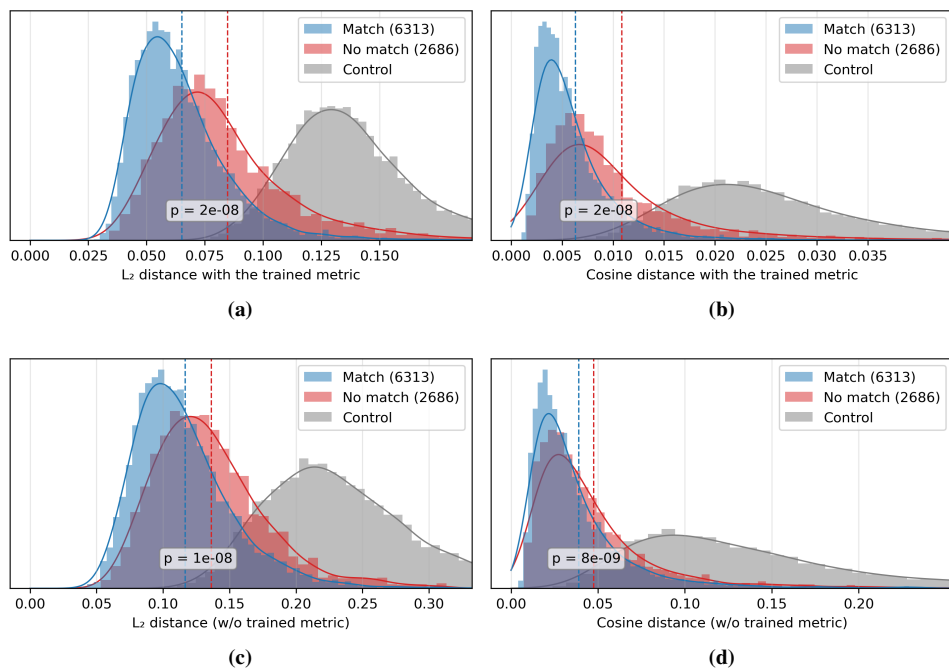 Match (6313)
No match (2686)
Control
p = 2e-08
0.000 0.025 0.050 0.075 0.100 0.125 0.150
L₂ distance with the trained metric
(a)
Match (6313)
No match (2686)
Control
p = 2e-08
0.000 0.005 0.010 0.015 0.020 0.025 0.030 0.035
Cosine distance with the trained metric
(b)
Match (6313)
No match (2686)
Control
p = 1e-08
0.00 0.05 0.10 0.15 0.20 0.25 0.30
L₂ distance (w/o trained metric)
(c)
Match (6313)
No match (2686)
Control
p = 8e-09
0.00 0.05 0.10 0.15 0.20
Cosine distance (w/o trained metric)
(d)